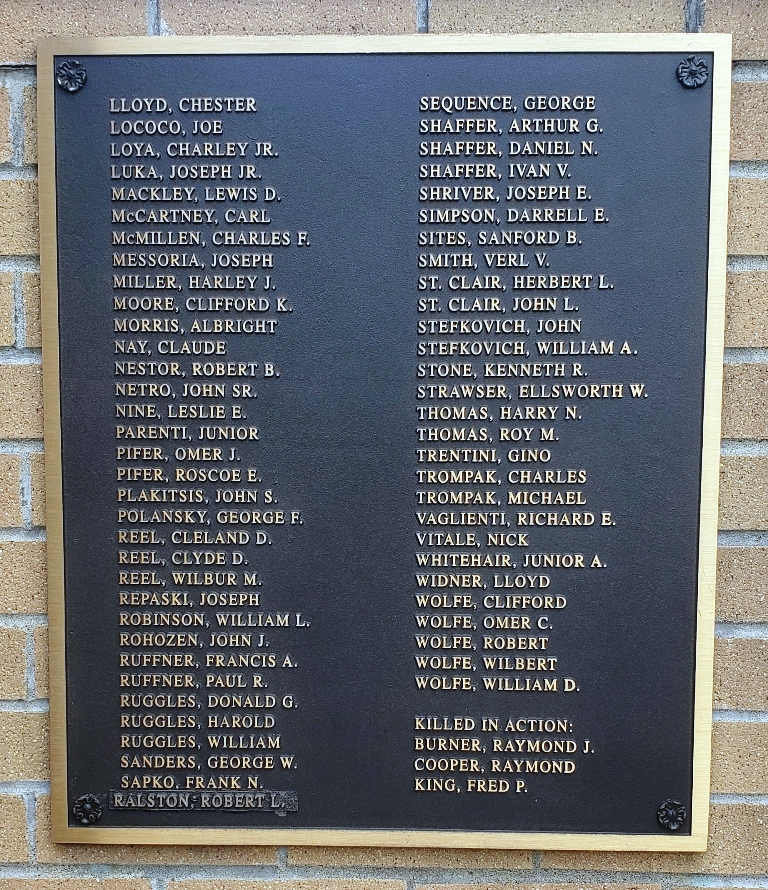 LLOYD, CHESTER
LOCOCO, JOE
LOYA, CHARLEY JR.
LUKA, JOSEPH JR.
MACKLEY, LEWIS D.
McCARTNEY, CARL
McMILLEN, CHARLES F.
MESSORIA, JOSEPH
MILLER, HARLEY J.
MOORE, CLIFFORD K.
MORRIS, ALBRIGHT
NAY, CLAUDE
NESTOR, ROBERT B.
NETRO, JOHN SR.
NINE, LESLIE E.
PARENTI, JUNIOR
PIFER, OMER J.
PIFER, ROSCOE E.
PLAKITSIS, JOHN S.
POLANSKY, GEORGE F.
REEL, CLELAND D.
REEL, CLYDE D.
REEL, WILBUR M.
REPASKI, JOSEPH
ROBINSON, WILLIAM L.
ROHOZEN, JOHN J.
RUFFNER, FRANCIS A.
RUFFNER, PAUL R.
RUGGLES, DONALD G.
RUGGLES, HAROLD
RUGGLES, WILLIAM
SANDERS, GEORGE W.
SAPKO, FRANK N.
RALSTON, ROBERT L.
SEQUENCE, GEORGE
SHAFFER, ARTHUR G.
SHAFFER, DANIEL N.
SHAFFER, IVAN V.
SHRIVER, JOSEPH E.
SIMPSON, DARRELL E.
SITES, SANFORD B.
SMITH, VERL V.
ST. CLAIR, HERBERT L.
ST. CLAIR, JOHN L.
STEFKOVICH, JOHN
STEFKOVICH, WILLIAM A.
STONE, KENNETH R.
STRAWSER, ELLSWORTH W.
THOMAS, HARRY N.
THOMAS, ROY M.
TRENTINI, GINO
TROMPAK, CHARLES
TROMPAK, MICHAEL
VAGLIENTI, RICHARD E.
VITALE, NICK
WHITEHAIR, JUNIOR A.
WIDNER, LLOYD
WOLFE, CLIFFORD
WOLFE, OMER C.
WOLFE, ROBERT
WOLFE, WILBERT
WOLFE, WILLIAM D.
KILLED IN ACTION:
BURNER, RAYMOND J.
COOPER, RAYMOND
KING, FRED P.